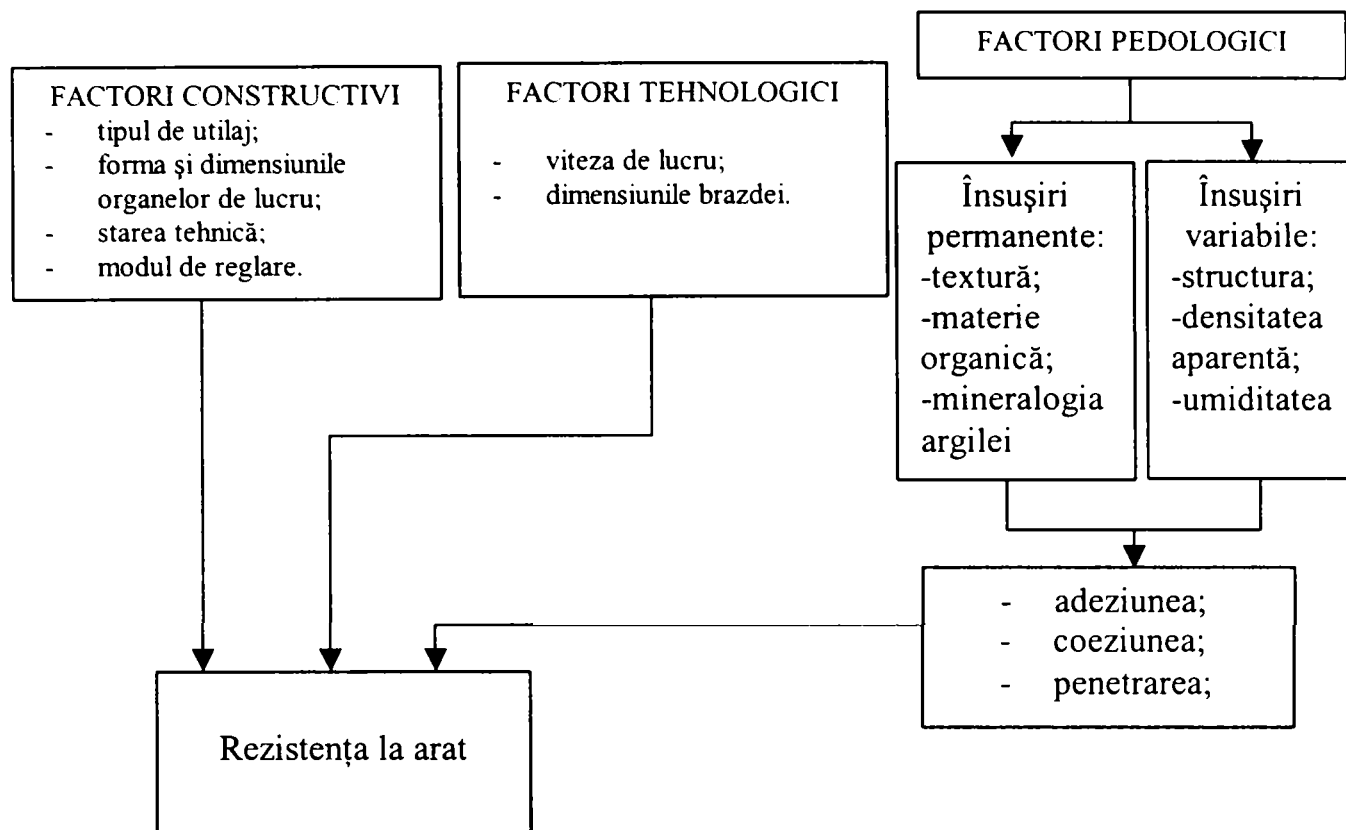 FACTORI CONSTRUCTIVI
- tipul de utilaj;
- forma și dimensiunile
organelor de lucru;
- starea tehnică;
- modul de reglare.
FACTORI TEHNOLOGICI
- viteza de lucru;
- dimensiunile brazdei.
FACTORI PEDOLOGICI
Însușiri
permanente:
-textură;
-materie
organică;
-mineralogia
argilei
Însușiri
variabile:
-structura;
-densitatea
aparentă;
-umiditatea
- adeziunea;
- coeziunea;
- penetrarea;
Rezistența la arat